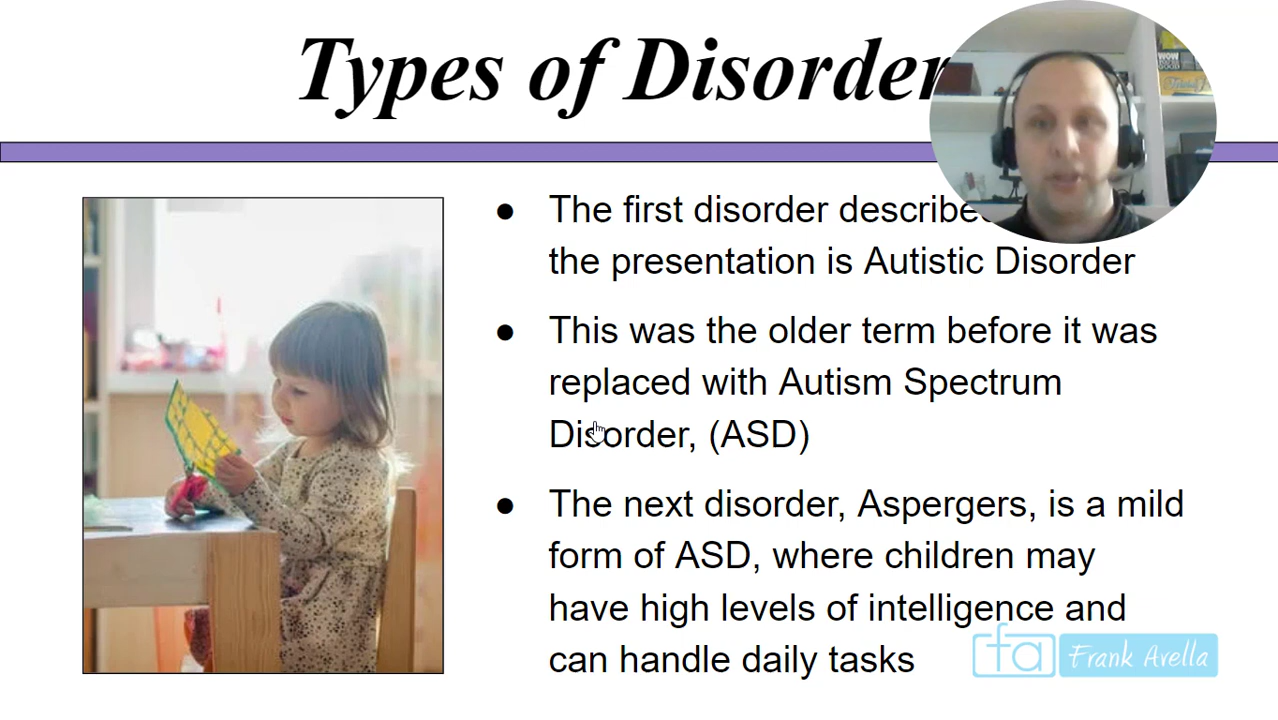 Types of Disorder
● The first disorder described
the presentation is Autistic Disorder
● This was the older term before it was
replaced with Autism Spectrum
Disorder, (ASD)
● The next disorder, Aspergers, is a mild
form of ASD, where children may
have high levels of intelligence and
can handle daily tasks
fa Frank Avella